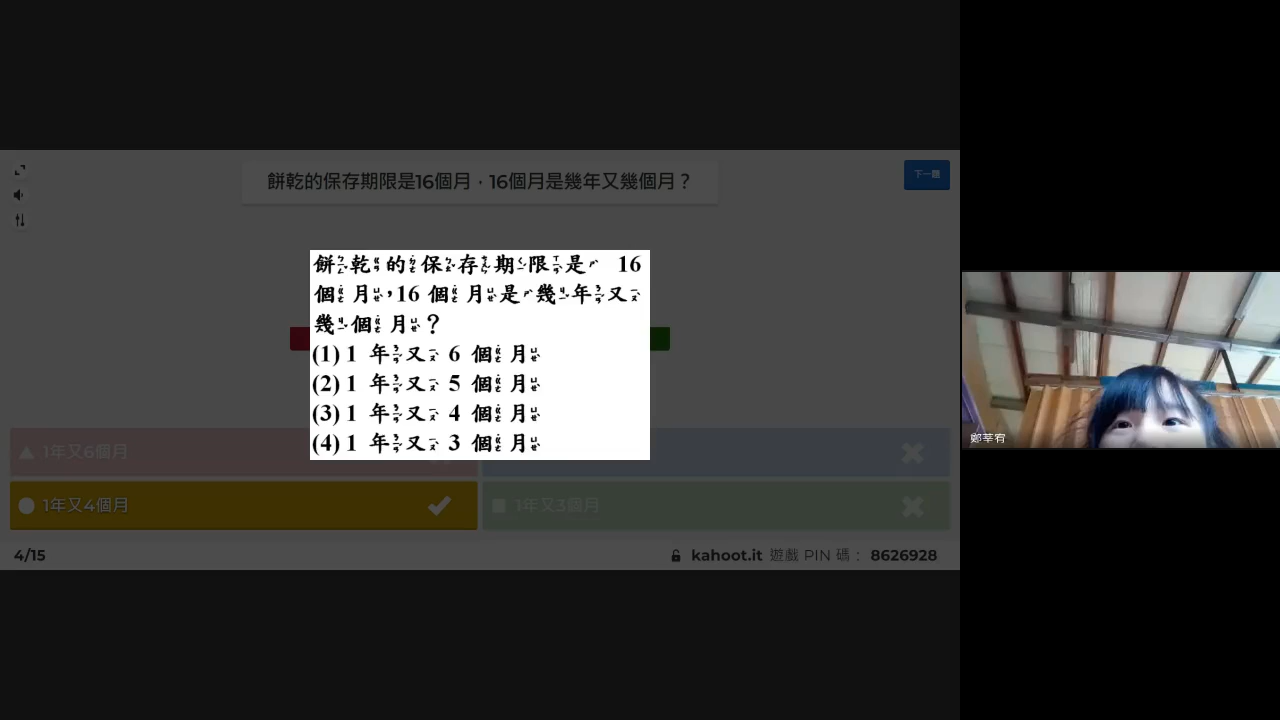 餅乾的保存期限是16個月，16個月是幾年又幾個月？
下一題
餅乾的保存期限是 16
個月，16 個月是幾年又
幾個月？
(1) 1 年又 6 個月
(2) 1 年又 5 個月
(3) 1 年又 4 個月
(4) 1 年又 3 個月
1年又6個月
1年又4個月
1年又3個月
鄭莘宥
4/15
kahoot.it 遊戲 PIN 碼： 8626928